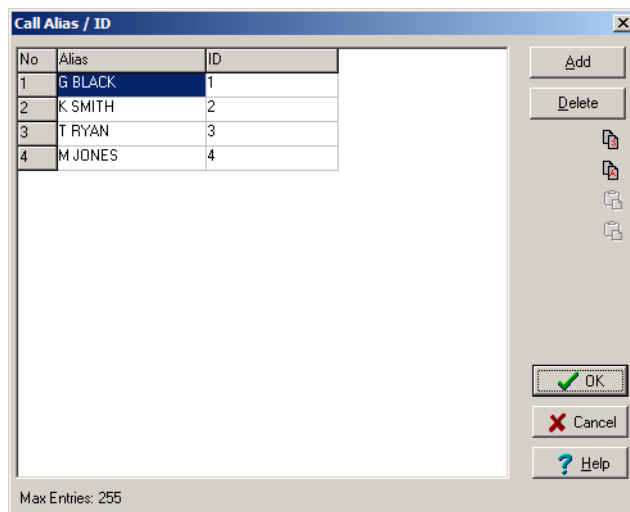 Call Alias / ID
No Alias ID
1 G BLACK 1
2 K SMITH 2
3 T RYAN 3
4 M JONES 4
Add
Delete
OK
Cancel
Help
Max Entries: 255